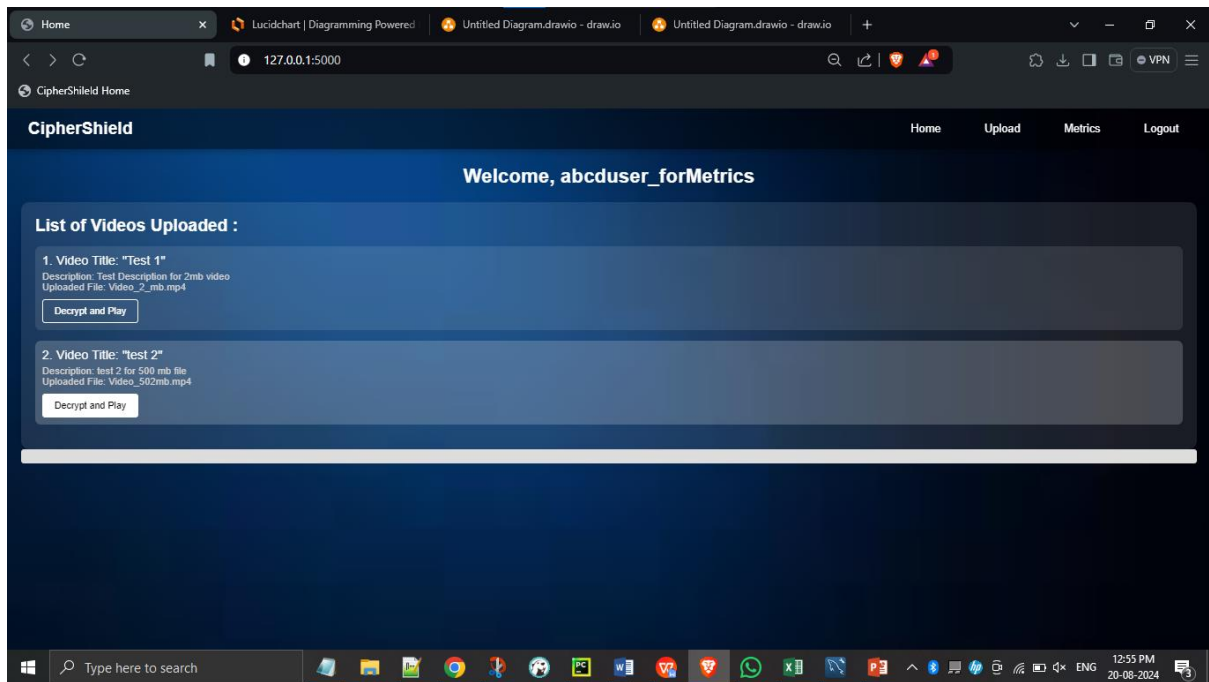 Home
Lucidchart | Diagramming Powered
Untitled Diagram.drawio - draw.io
Untitled Diagram.drawio - draw.io
127.0.0.1:5000
VPN
CipherShileld Home
CipherShield
Home Upload Metrics Logout
Welcome, abcduser_forMetrics
List of Videos Uploaded :
1. Video Title: "Test 1"
Description: Test Description for 2mb video
Uploaded File: Video_2_mb.mp4
Decrypt and Play
2. Video Title: "test 2"
Description: test 2 for 500 mb file
Uploaded File: Video_502mb.mp4
Decrypt and Play
Type here to search
ENG
12:55 PM
20-08-2024
3